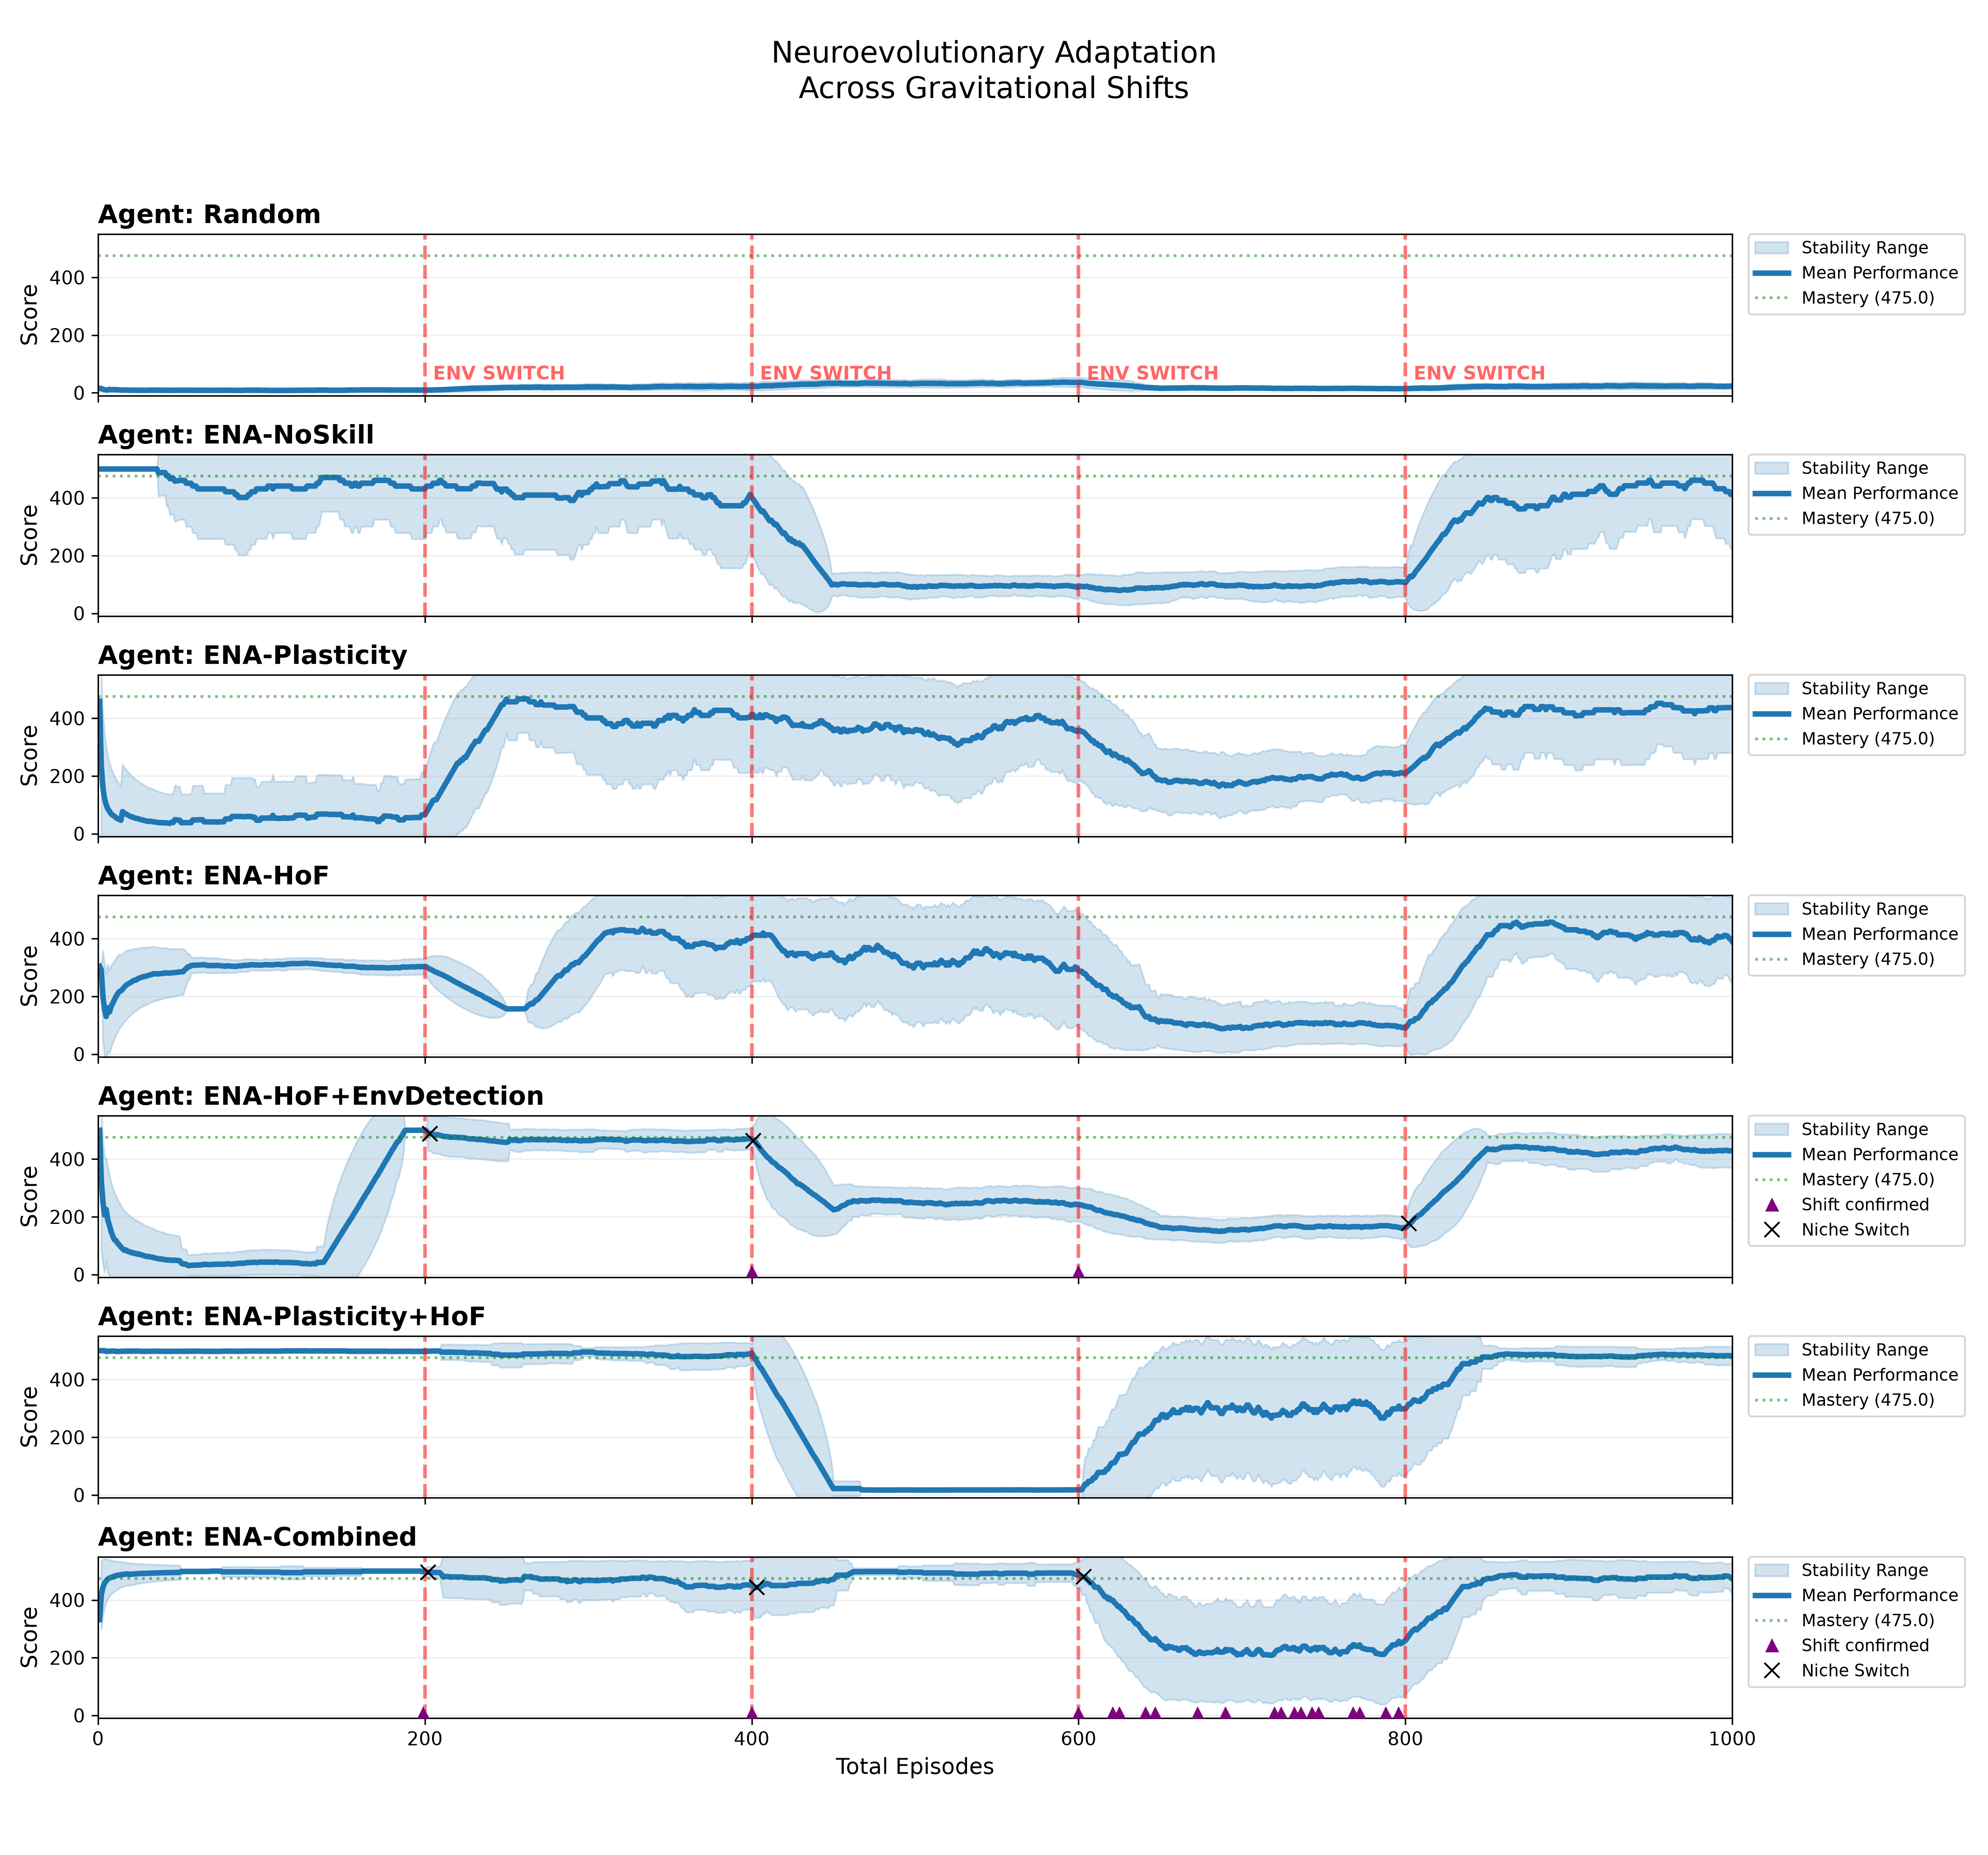 Neuroevolutionary Adaptation
Across Gravitational Shifts
Agent: Random
Score
400
200
0
ENV SWITCH
ENV SWITCH
ENV SWITCH
ENV SWITCH
Stability Range
Mean Performance
Mastery (475.0)
Agent: ENA-NoSkill
Score
400
200
0
Stability Range
Mean Performance
Mastery (475.0)
Agent: ENA-Plasticity
Score
400
200
0
Stability Range
Mean Performance
Mastery (475.0)
Agent: ENA-HoF
Score
400
200
0
Stability Range
Mean Performance
Mastery (475.0)
Agent: ENA-HoF+EnvDetection
Score
400
200
0
Stability Range
Mean Performance
Mastery (475.0)
Shift confirmed
Niche Switch
Agent: ENA-Plasticity+HoF
Score
400
200
0
Stability Range
Mean Performance
Mastery (475.0)
Agent: ENA-Combined
Score
400
200
0
Stability Range
Mean Performance
Mastery (475.0)
Shift confirmed
Niche Switch
0
200
400
600
800
1000
Total Episodes